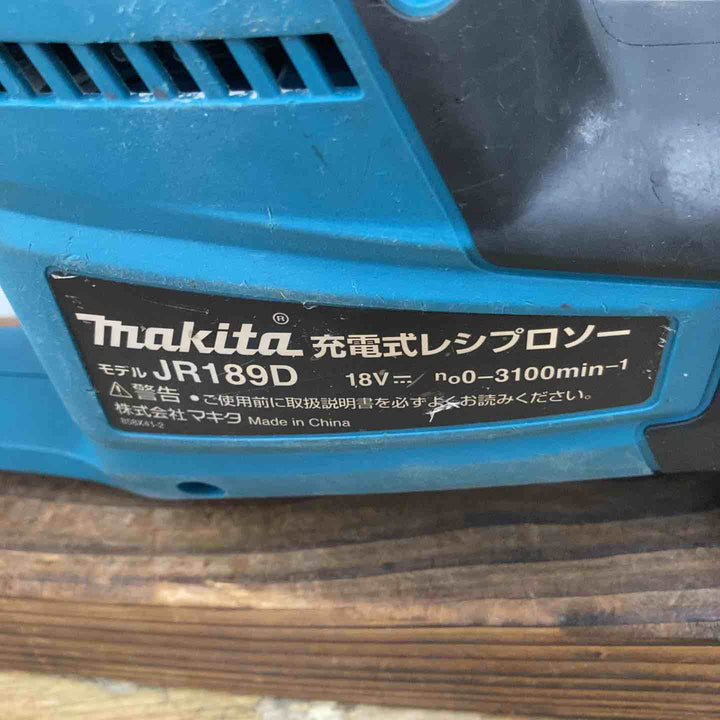 makita® 充電式レシプロソー
モデル JR189D 18V⎓ n₀0-3100min⁻¹
⚠警告 ・ご使用前に取扱説明書を必ずよくお読みください。
株式会社マキタ Made in China
858X41-2